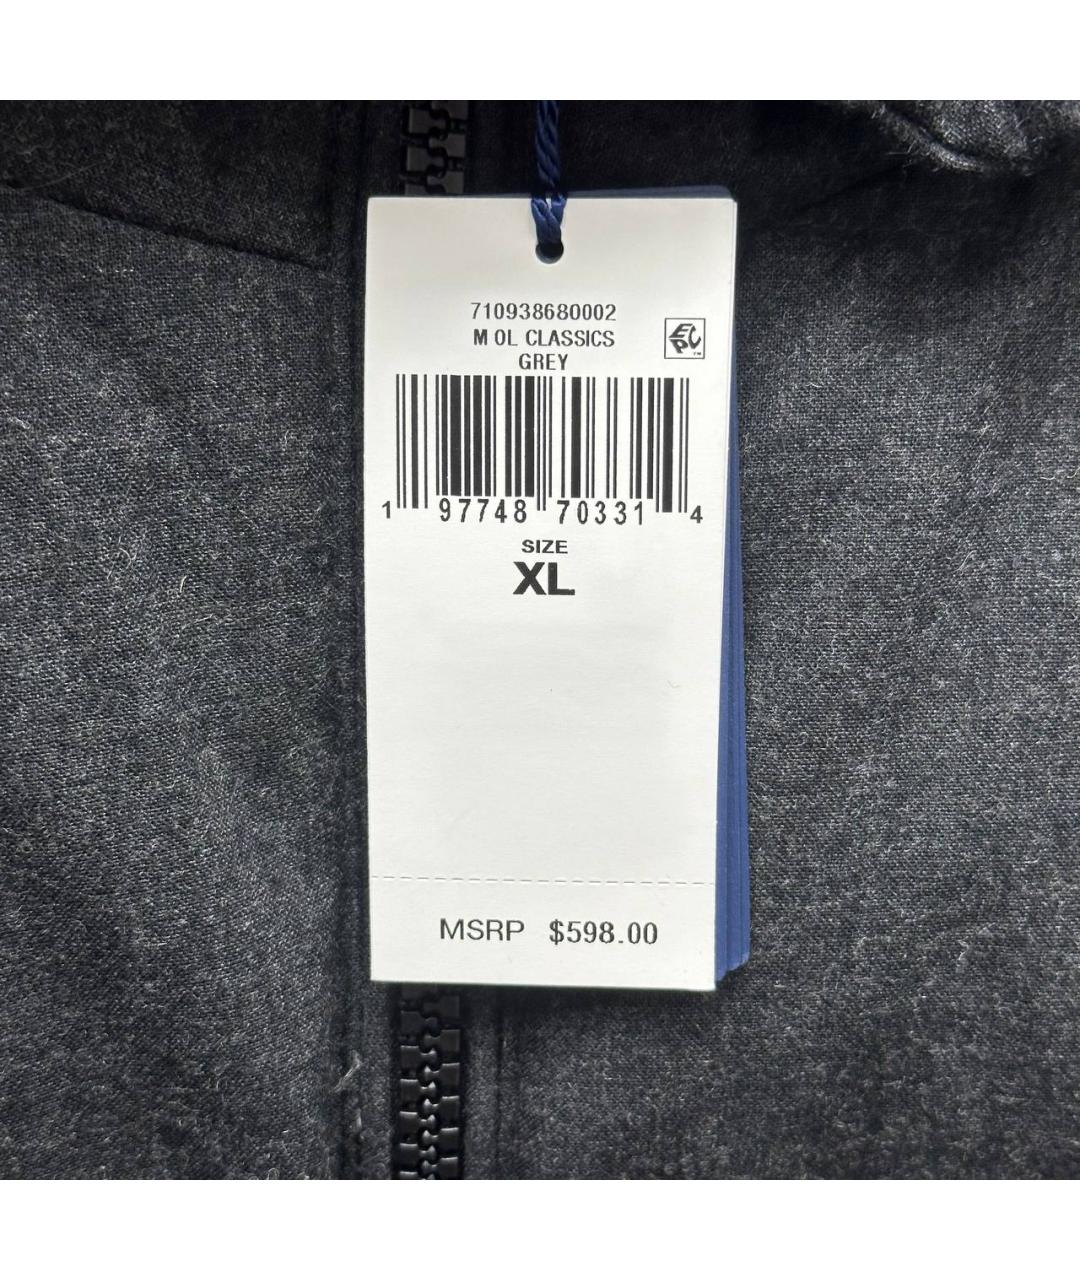 710938680002
M OL CLASSICS
GREY
1 97748 70331 4
SIZE
XL
MSRP $598.00